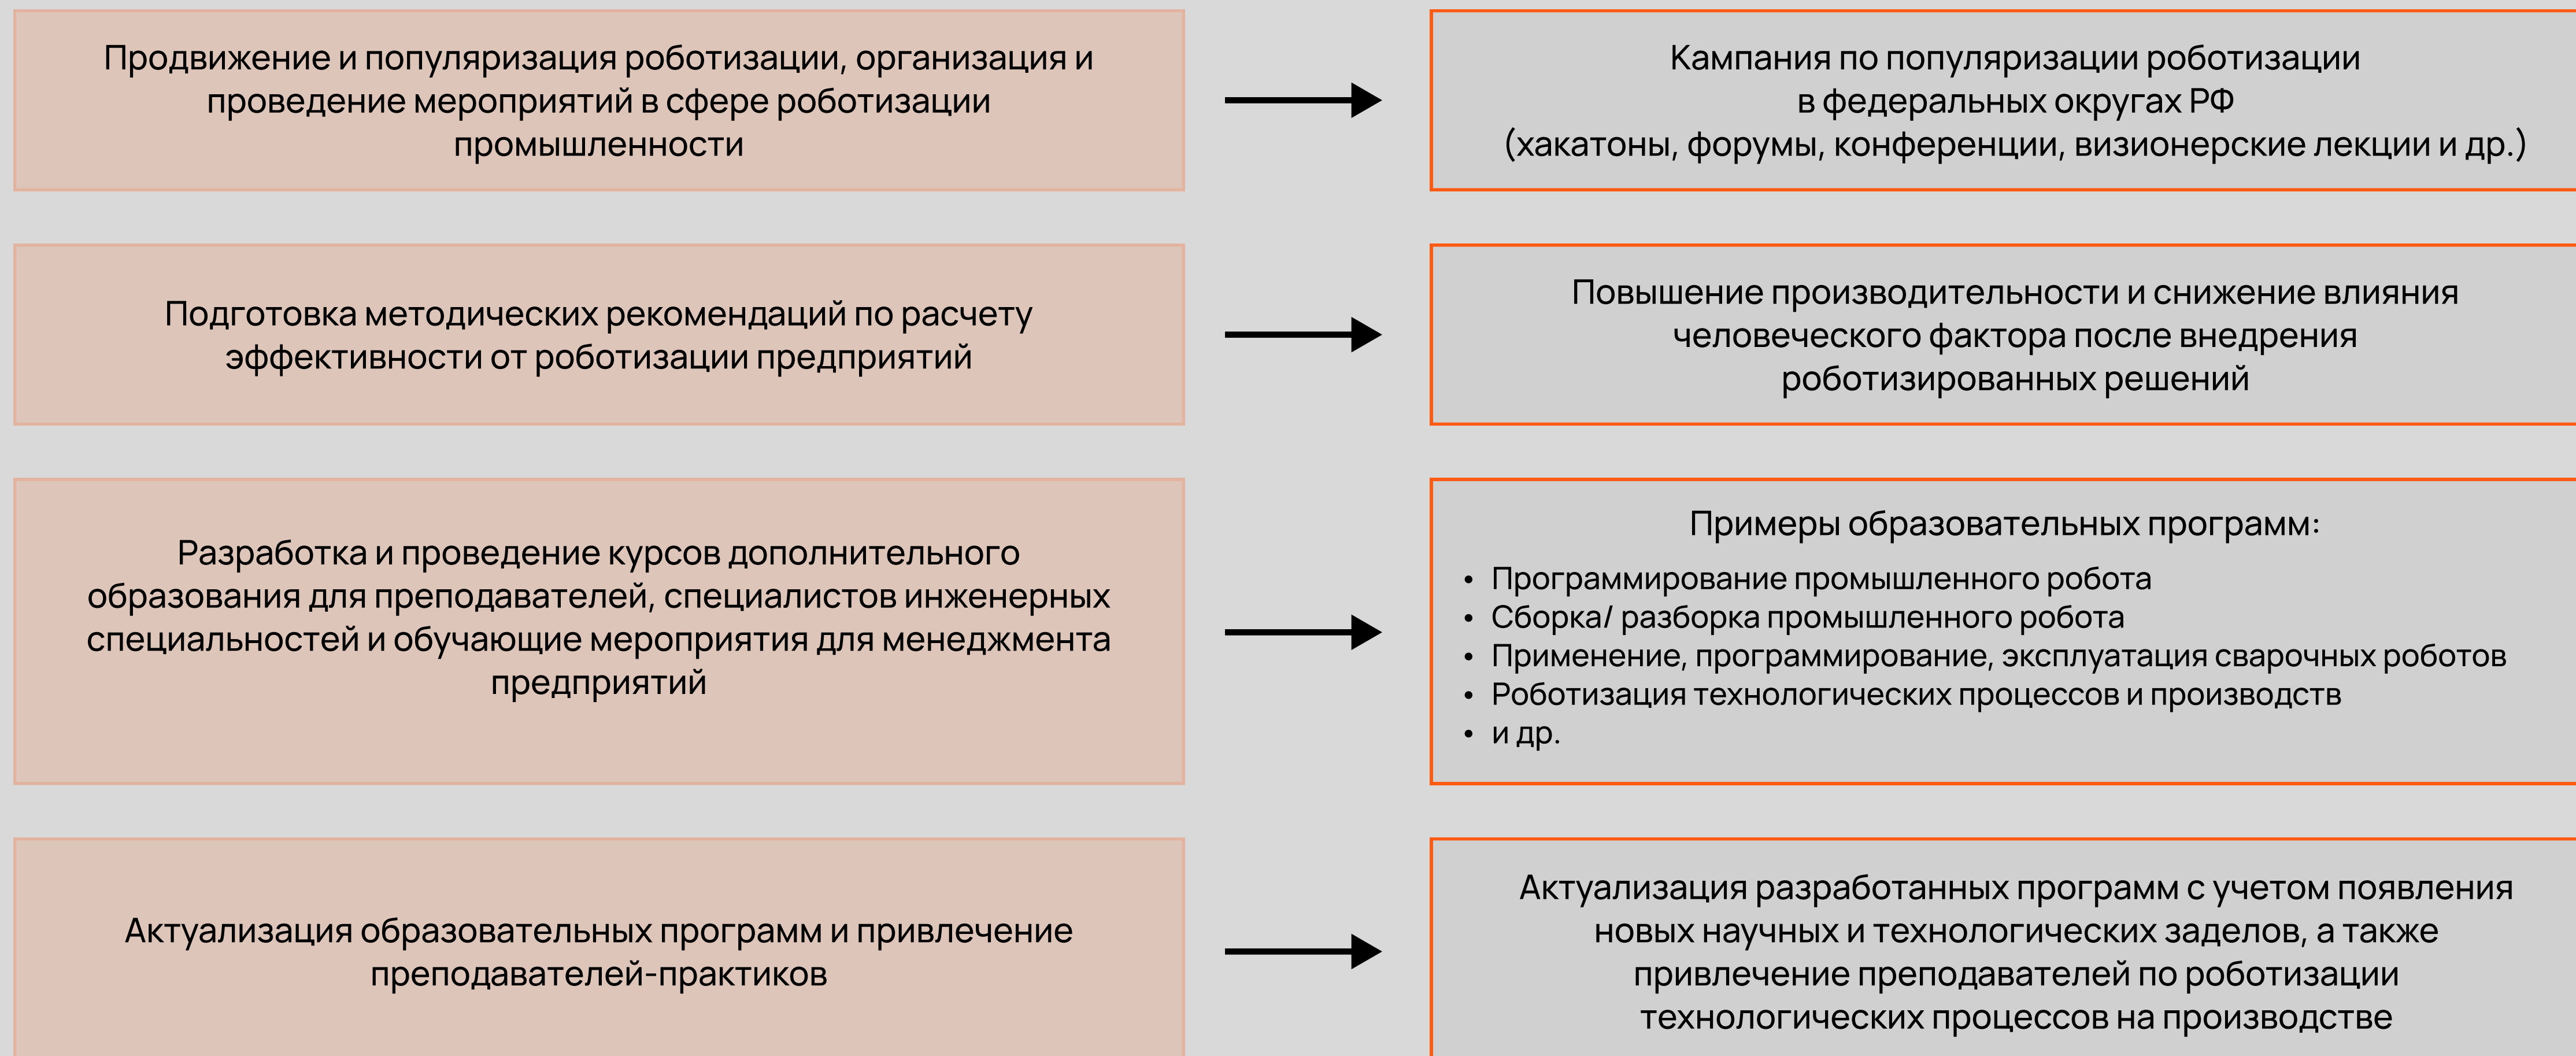 Продвижение и популяризация роботизации, организация и
проведение мероприятий в сфере роботизации
промышленности
Кампания по популяризации роботизации
в федеральных округах РФ
(хакатоны, форумы, конференции, визионерские лекции и др.)
Подготовка методических рекомендаций по расчету
эффективности от роботизации предприятий
Повышение производительности и снижение влияния
человеческого фактора после внедрения
роботизированных решений
Разработка и проведение курсов дополнительного
образования для преподавателей, специалистов инженерных
специальностей и обучающие мероприятия для менеджмента
предприятий
Примеры образовательных программ:
• Программирование промышленного робота
• Сборка/ разборка промышленного робота
• Применение, программирование, эксплуатация сварочных роботов
• Роботизация технологических процессов и производств
• и др.
Актуализация образовательных программ и привлечение
преподавателей-практиков
Актуализация разработанных программ с учетом появления
новых научных и технологических заделов, а также
привлечение преподавателей по роботизации
технологических процессов на производстве